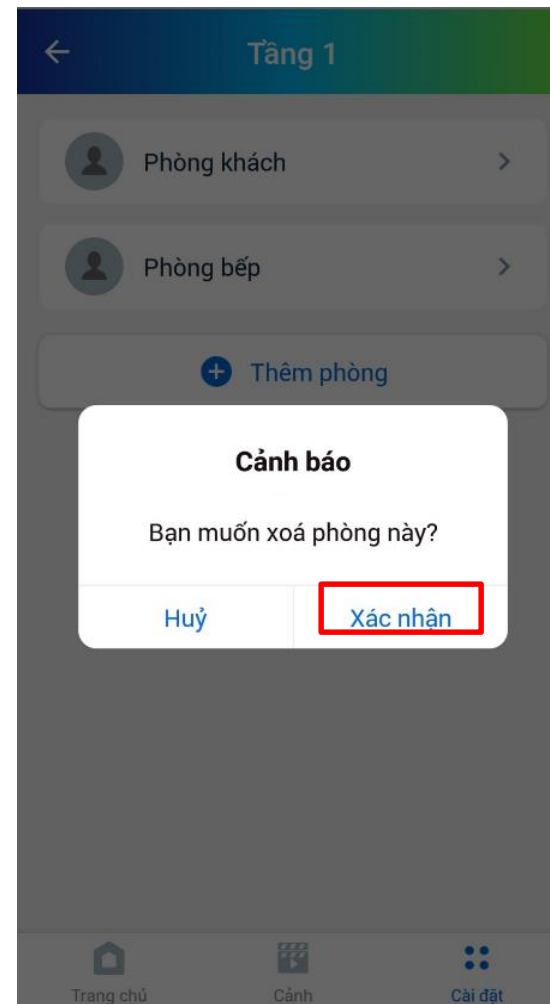 Tầng 1
Phòng khách
Phòng bếp
Thêm phòng
Cảnh báo
Bạn muốn xoá phòng này?
Huỷ Xác nhận
Trang chủ Cảnh Cài đặt